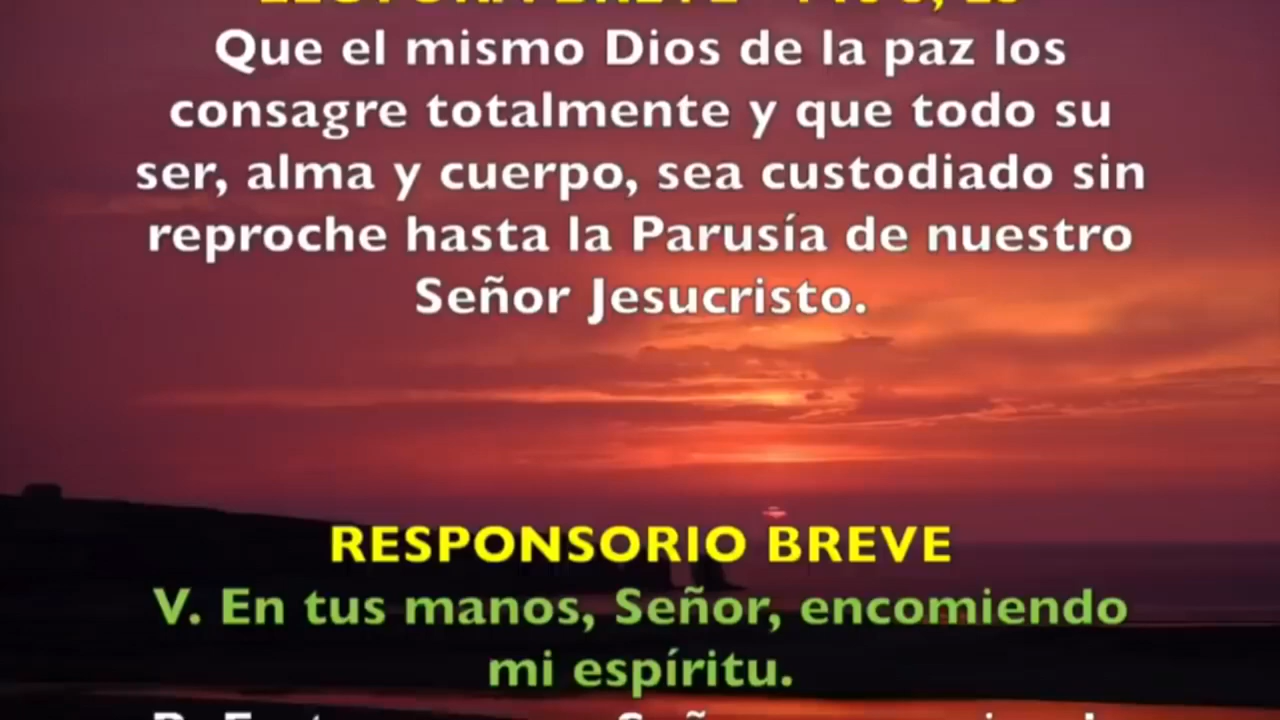 Que el mismo Dios de la paz los
consagre totalmente y que todo su
ser, alma y cuerpo, sea custodiado sin
reproche hasta la Parusía de nuestro
Señor Jesucristo.
RESPONSORIO BREVE
V. En tus manos, Señor, encomiendo
mi espíritu.